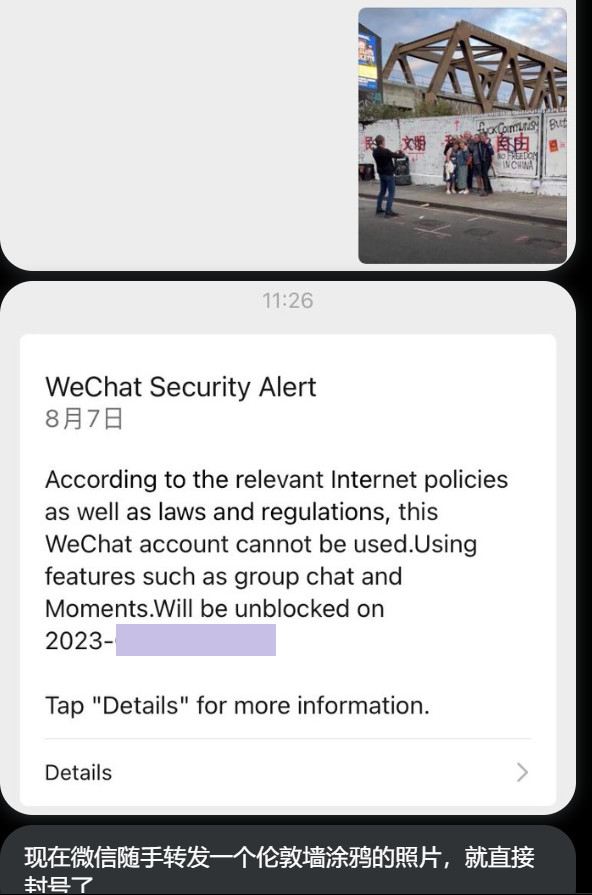 文明
自由
Fuck Communism
NO FREEDOM
IN CHINA
But
11:26
WeChat Security Alert
8月7日
According to the relevant Internet policies
as well as laws and regulations, this
WeChat account cannot be used.Using
features such as group chat and
Moments.Will be unblocked on
2023-
Tap "Details" for more information.
Details
现在微信随手转发一个伦敦墙涂鸦的照片，就直接
封号了